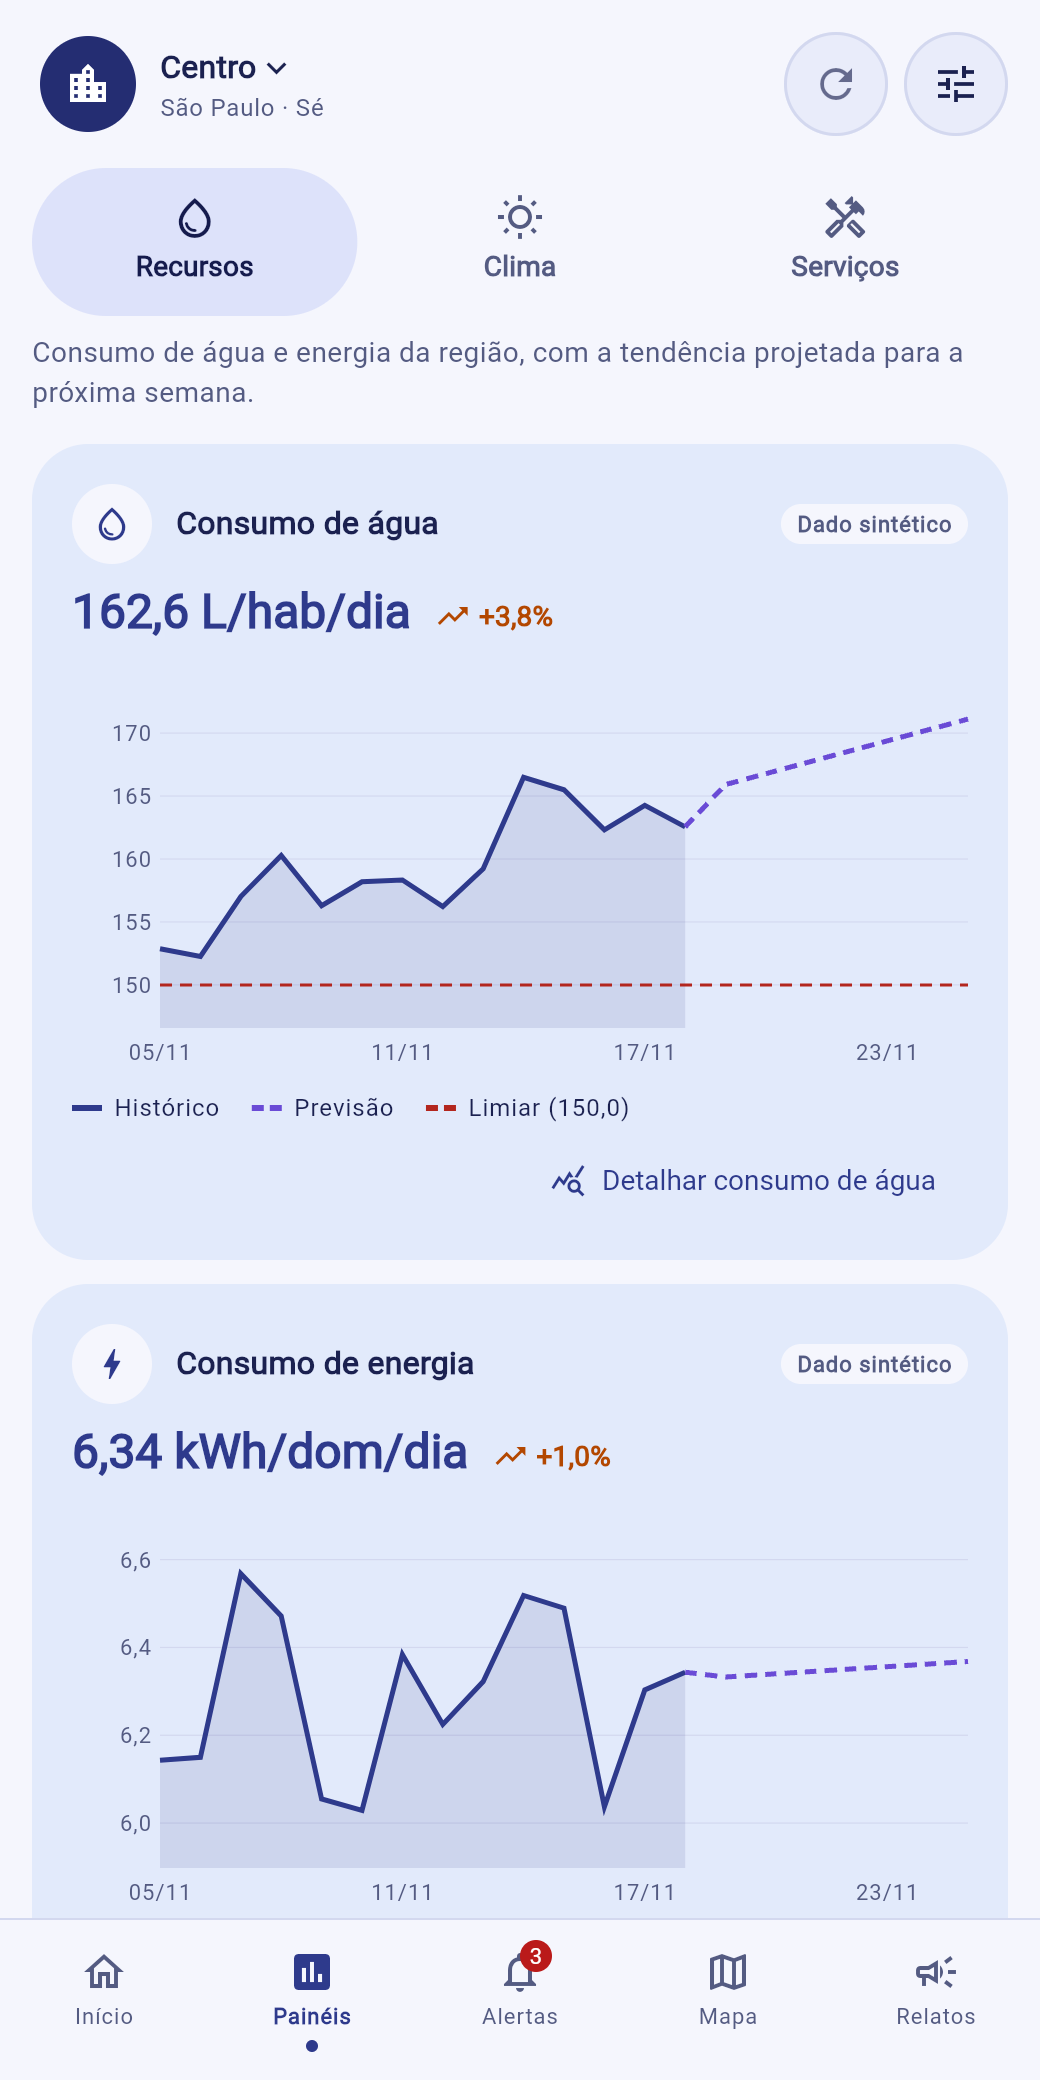 Centro
São Paulo · Sé
Recursos
Clima
Serviços
Consumo de água e energia da região, com a tendência projetada para a
próxima semana.
Consumo de água
Dado sintético
162,6 L/hab/dia
+3,8%
170
165
160
155
150
05/11
11/11
17/11
23/11
Histórico
Previsão
Limiar (150,0)
Detalhar consumo de água
Consumo de energia
Dado sintético
6,34 kWh/dom/dia
+1,0%
6,6
6,4
6,2
6,0
05/11
11/11
17/11
23/11
3
Início
Painéis
Alertas
Mapa
Relatos